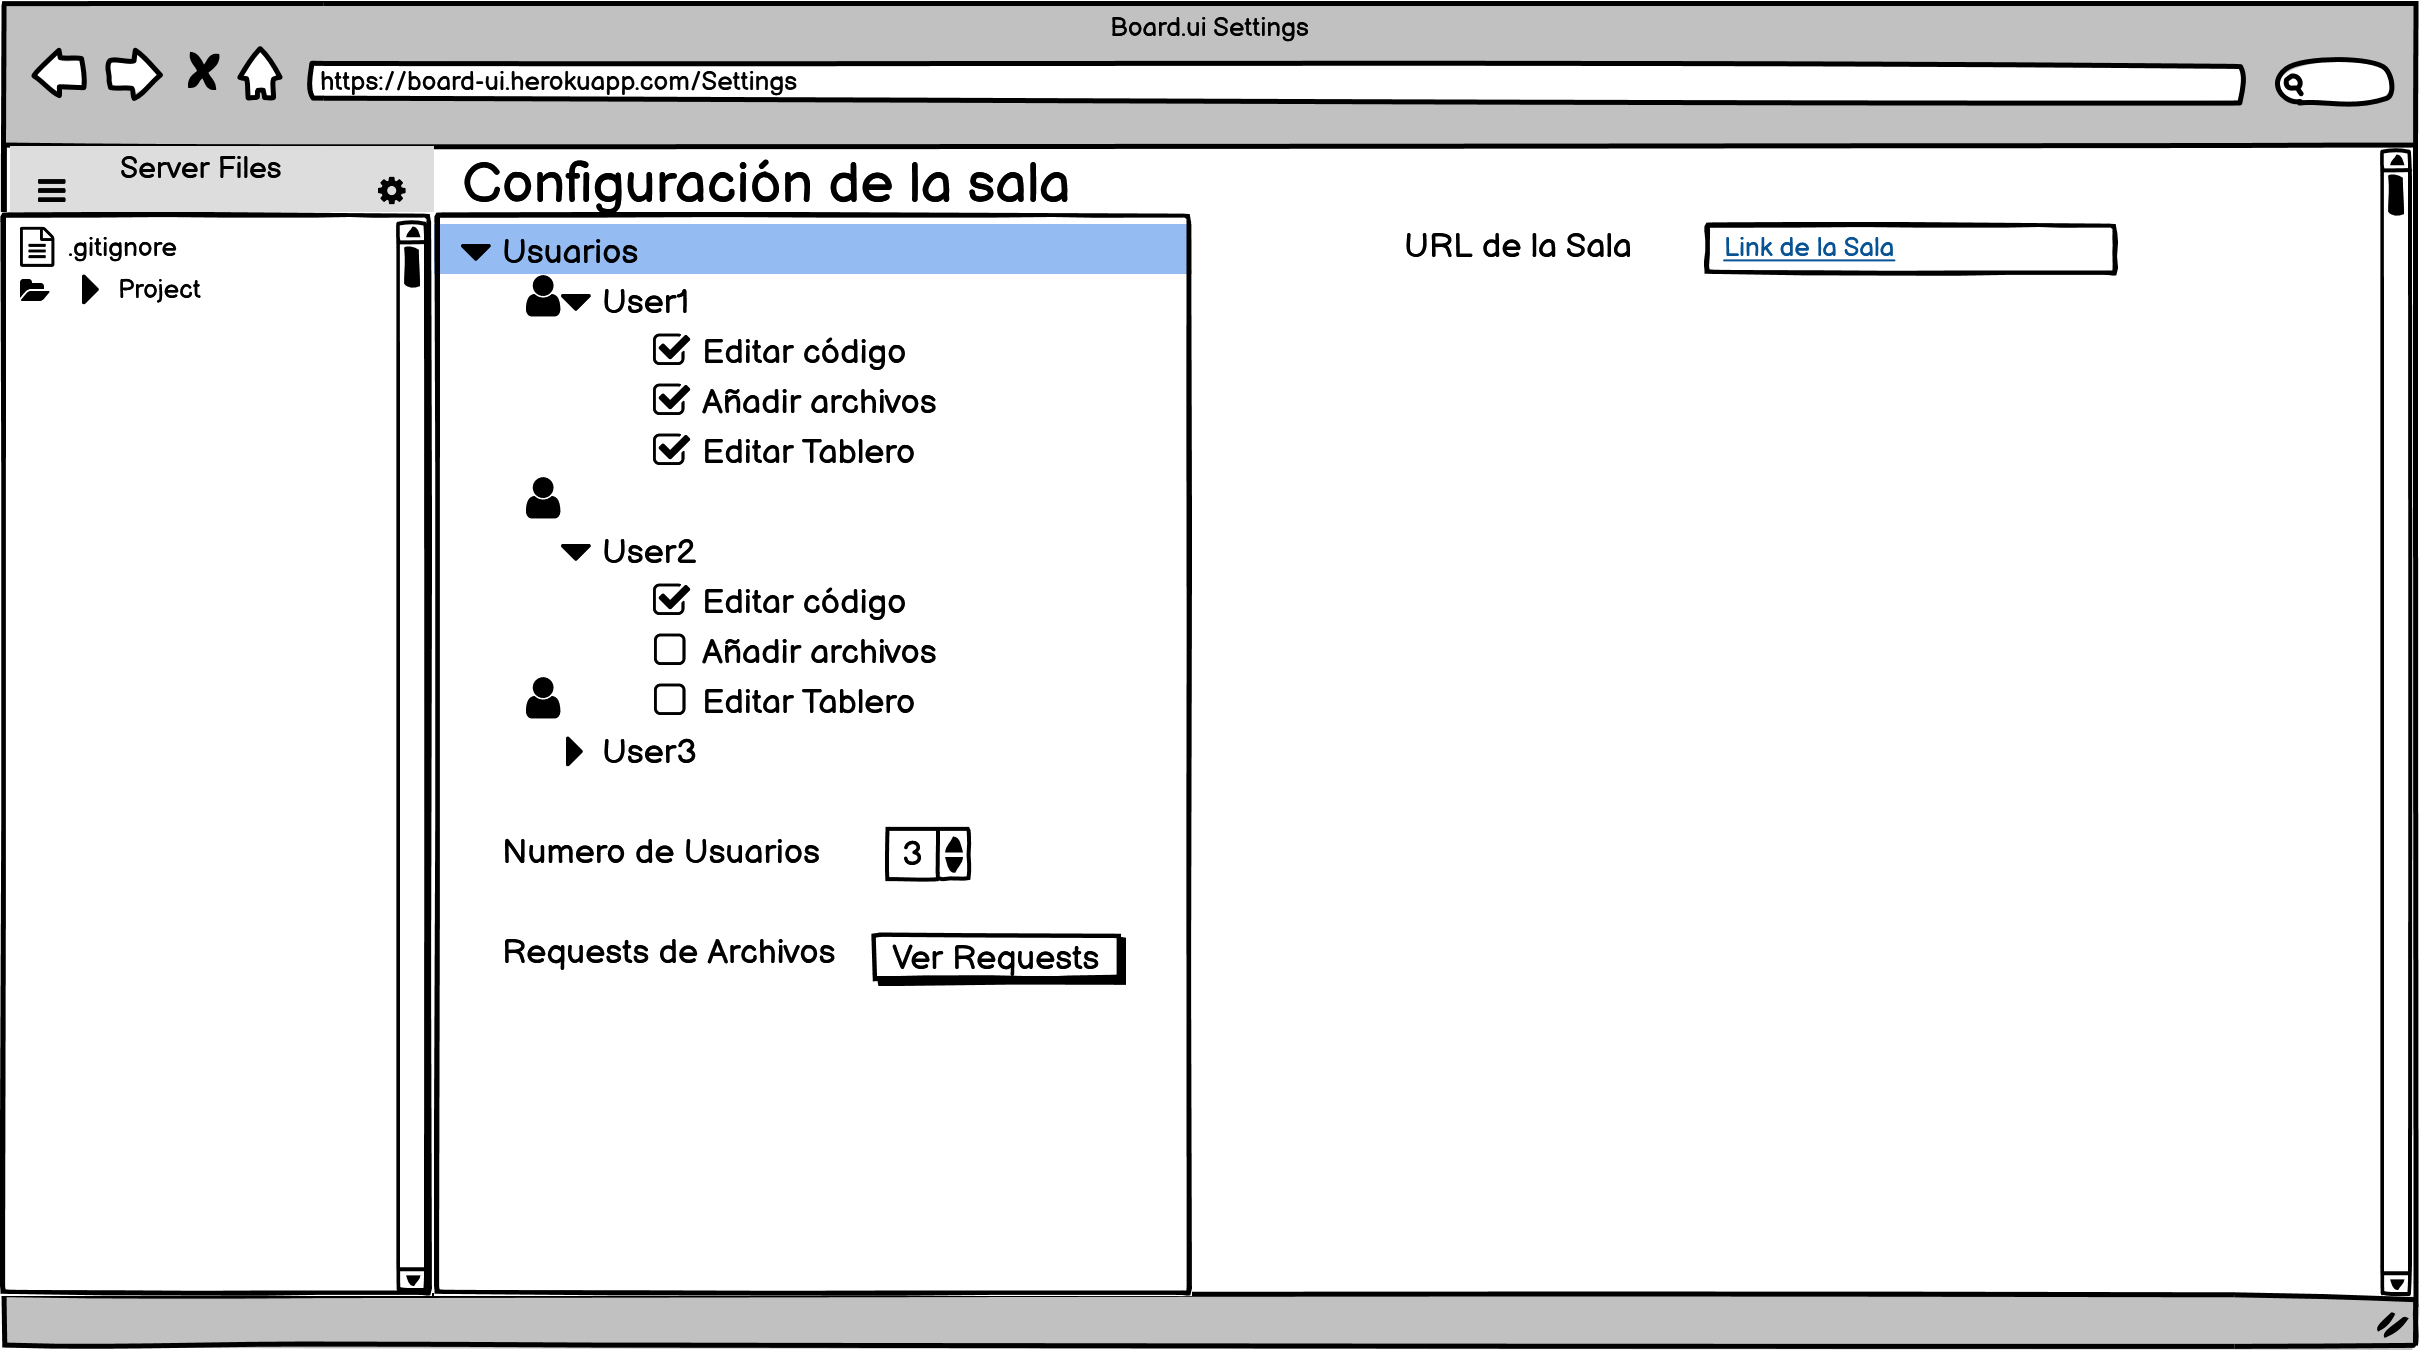 Board.ui Settings
https://board-ui.herokuapp.com/Settings
Server Files
.gitignore
Project
Configuración de la sala
Usuarios
User1
Editar código
Añadir archivos
Editar Tablero
User2
Editar código
Añadir archivos
Editar Tablero
User3
Numero de Usuarios 3
Requests de Archivos Ver Requests
URL de la Sala Link de la Sala